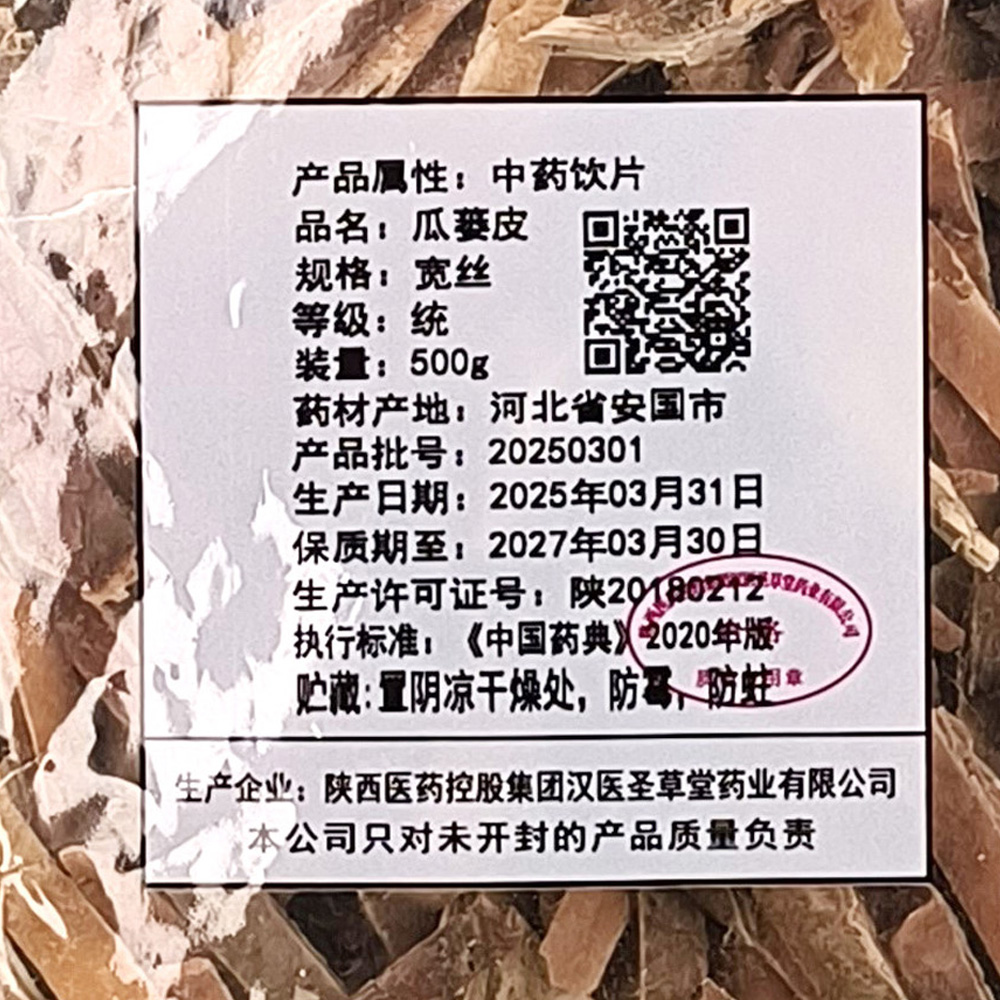 产品属性：中药饮片
品名：瓜蒌皮
规格：宽丝
等级：统
装量：500g
药材产地：河北省安国市
产品批号：20250301
生产日期：2025年03月31日
保质期至：2027年03月30日
生产许可证号：陕20180212
执行标准：《中国药典》2020年版
贮藏：置阴凉干燥处，防霉，防蛀
生产企业：陕西医药控股集团汉医圣草堂药业有限公司
本公司只对未开封的产品质量负责